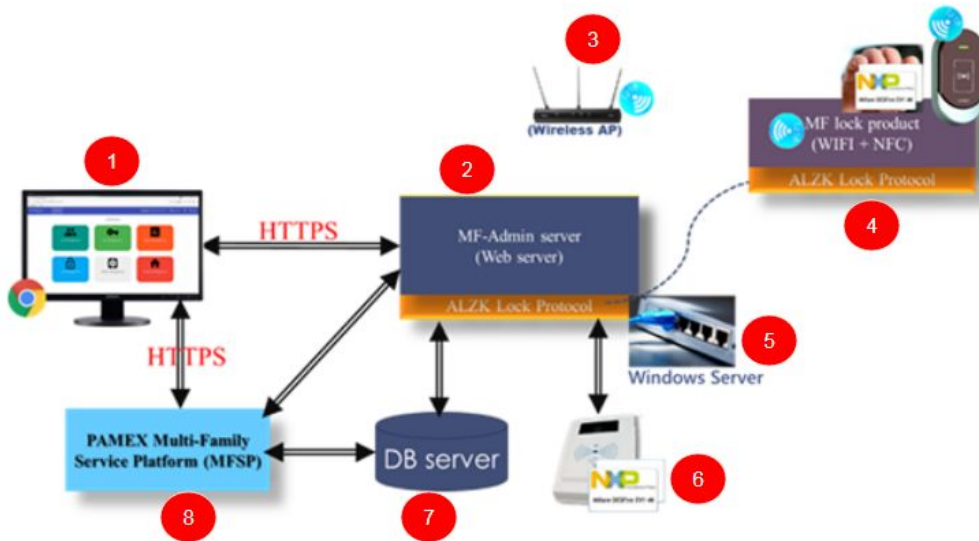 3
(Wireless AP)
NXP
MF lock product
(WIFI + NFC)
ALZK Lock Protocol
4
1
2
HTTPS
MF-Admin server
(Web server)
ALZK Lock Protocol
5
Windows Server
HTTPS
PAMEX Multi-Family
Service Platform (MFSP)
8
DB server
7
NXP
6